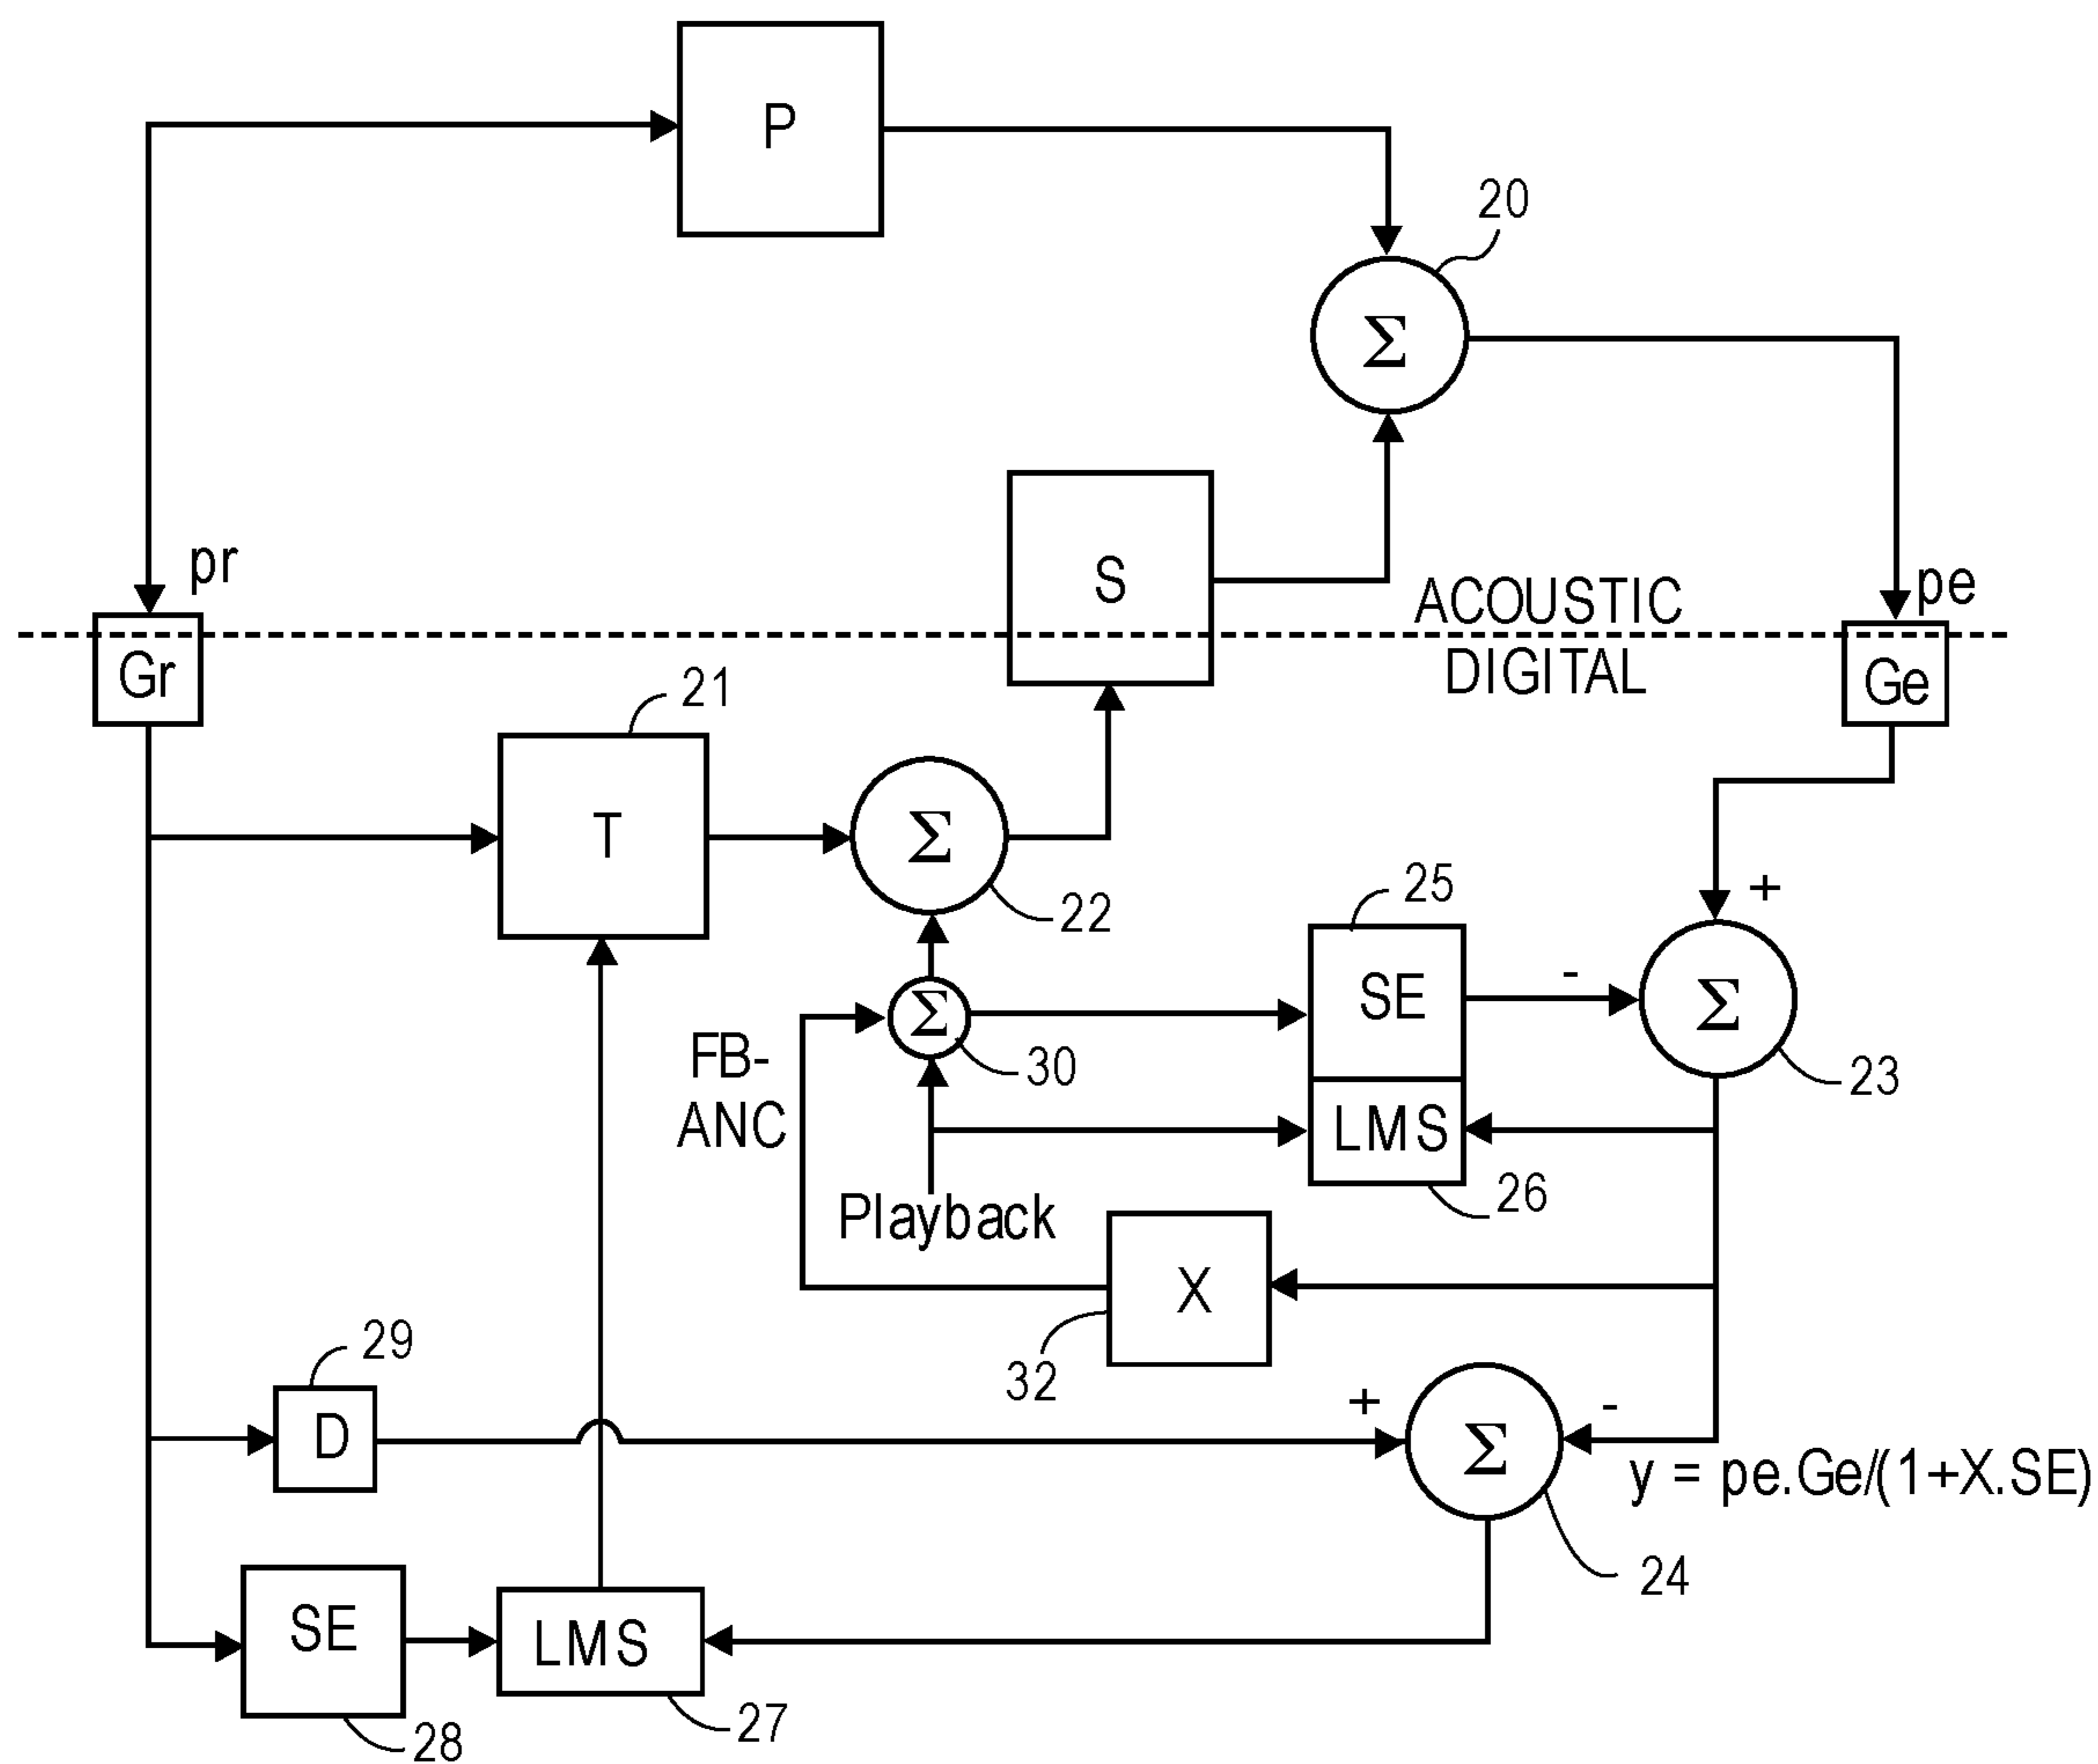 P
20
Σ
pr
S
ACOUSTIC
pe
DIGITAL
Gr
Ge
21
T
Σ
22
25
+
SE
-
Σ
Σ
30
23
FB-
ANC
LMS
26
Playback
X
32
29
D
+
Σ
-
y = pe.Ge/(1+X.SE)
24
SE
LMS
28
27